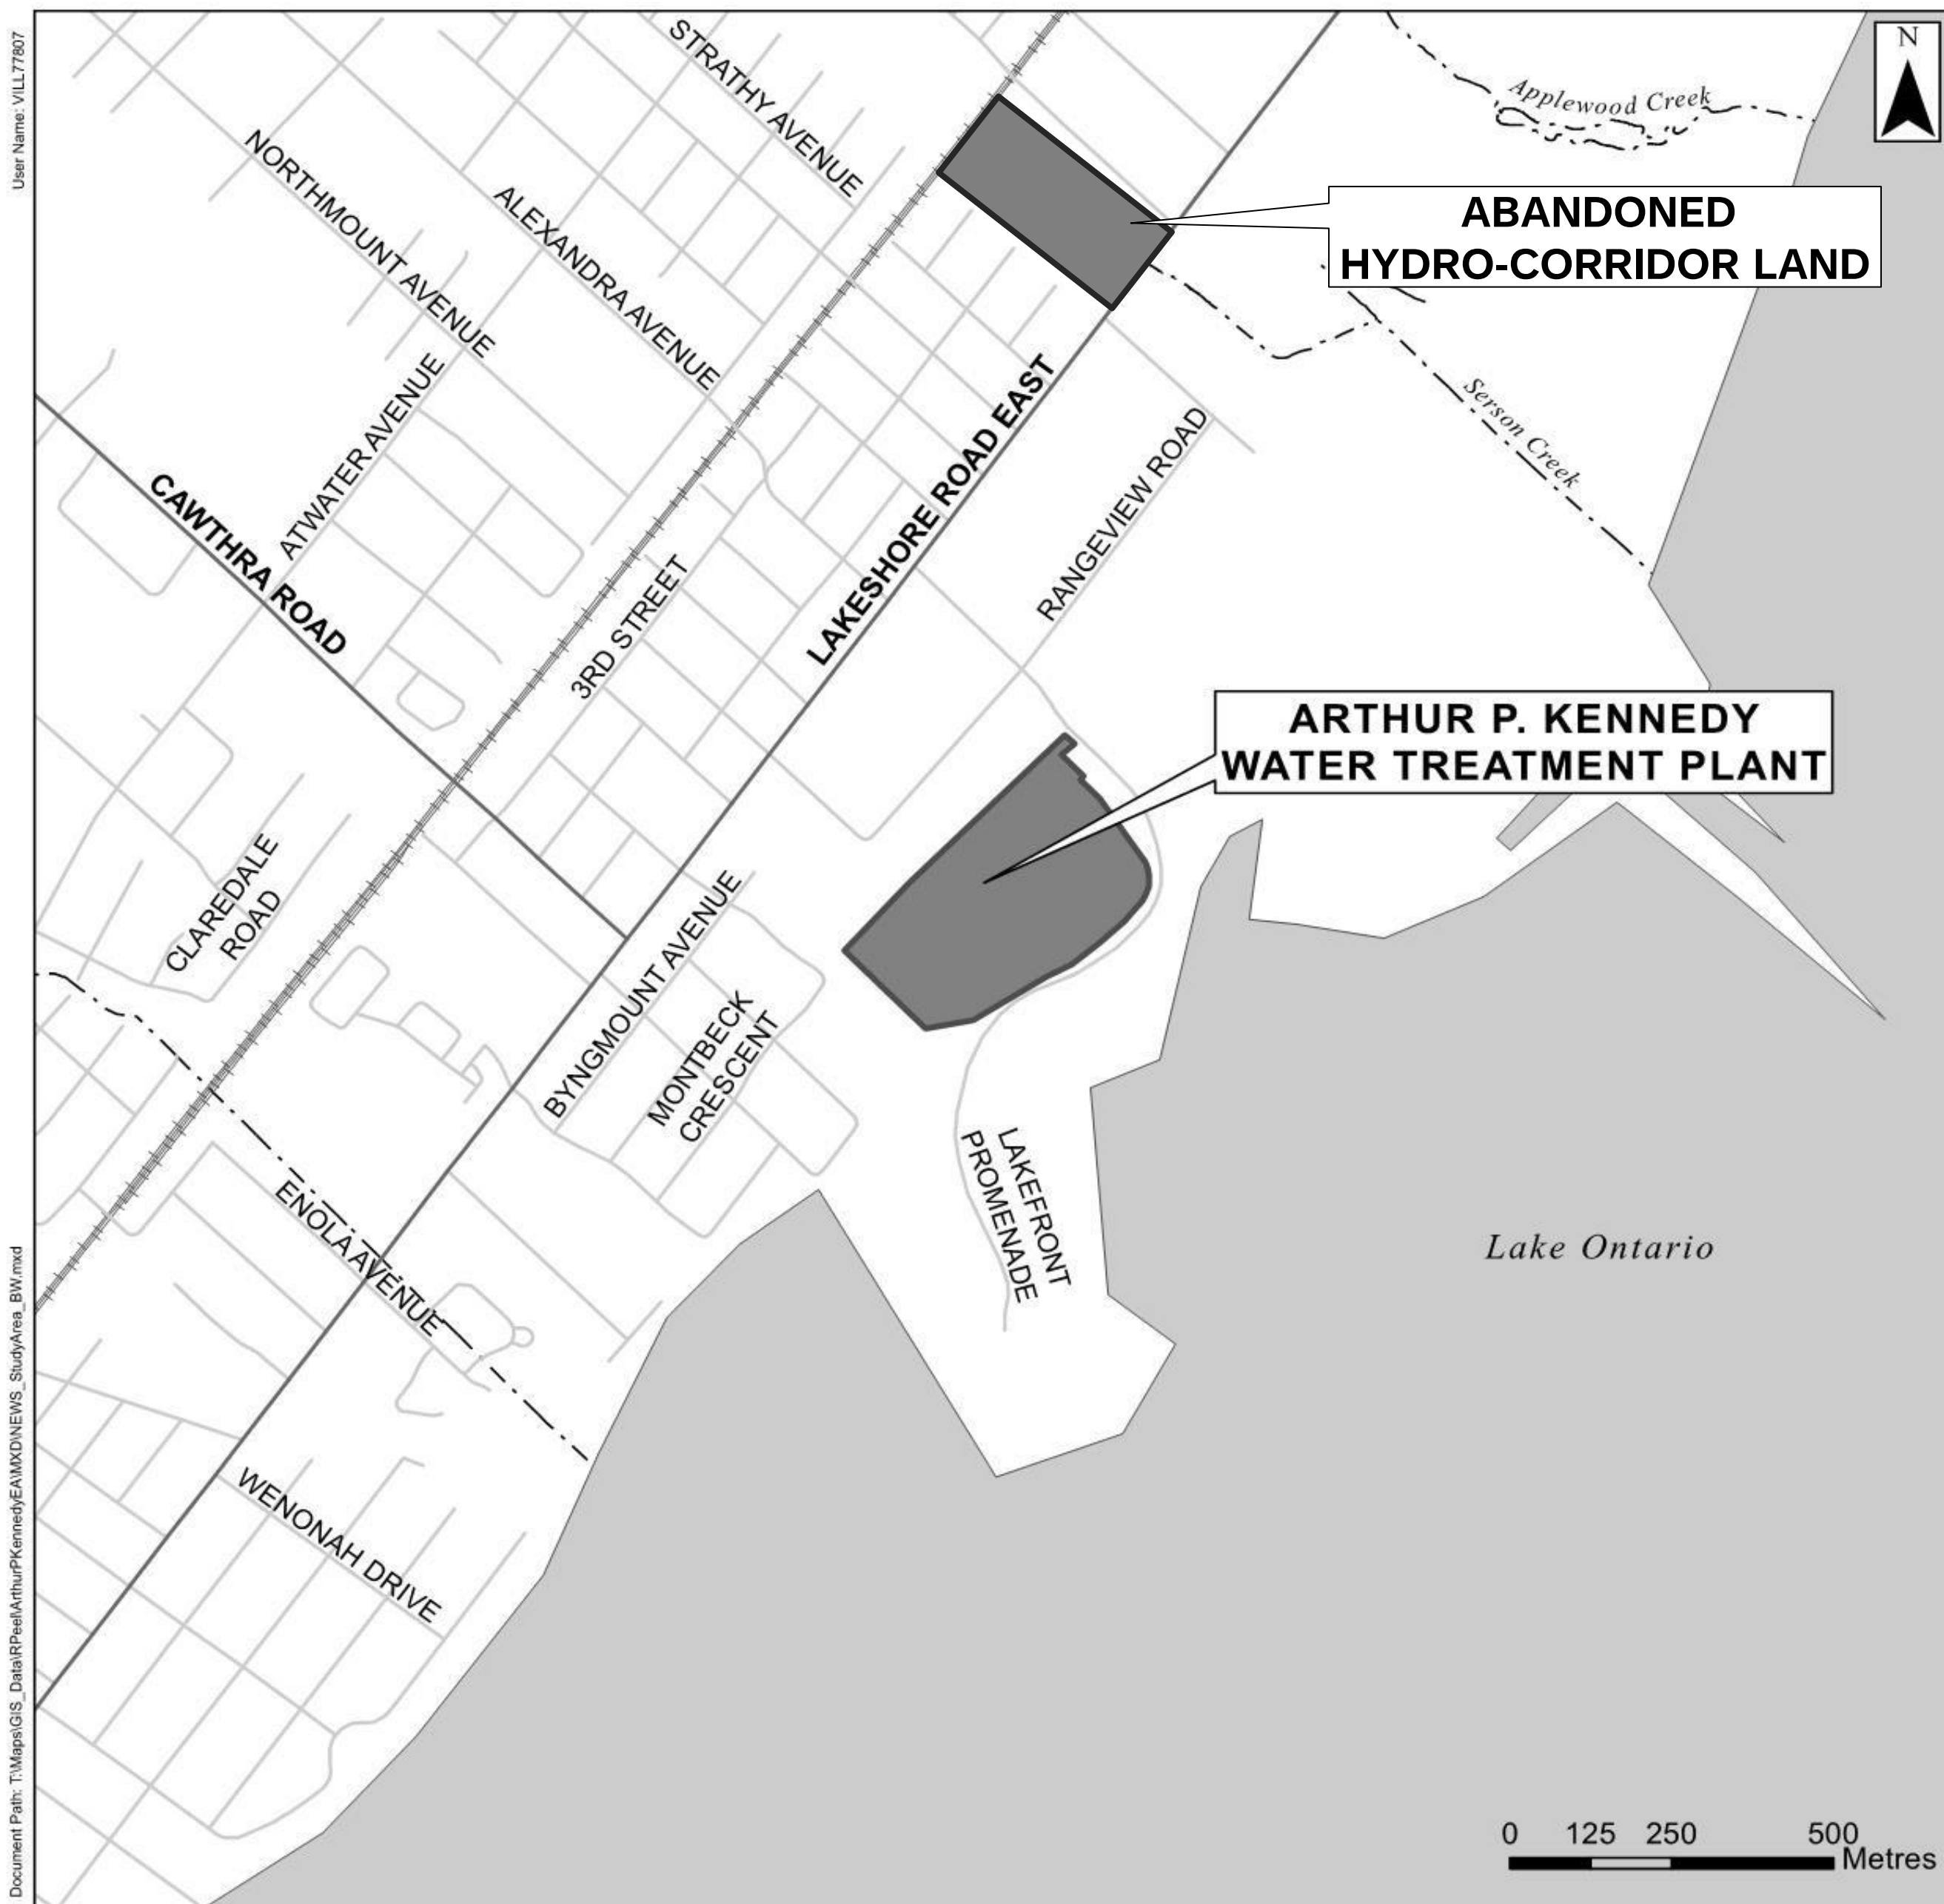 User Name: VILL77807
STRATHY AVENUE
Applewood Creek
N
NORTHMOUNT AVENUE
ALEXANDRA AVENUE
ABANDONED
HYDRO-CORRIDOR LAND
ATWATER AVENUE
LAKESHORE ROAD EAST
Serson Creek
CAWTHRA ROAD
RANGEVIEW ROAD
3RD STREET
ARTHUR P. KENNEDY
WATER TREATMENT PLANT
CLAREDALE
ROAD
BYNGMOUNT AVENUE
MONTBECK
CRESCENT
LAKEFRONT
PROMENADE
ENOLA AVENUE
Lake Ontario
WENONAH DRIVE
Document Path: T:\Maps\GIS_Data\RPeel\ArthurPKennedyEA\MXD\NEWS_StudyArea_BW.mxd
0 125 250 500
Metres